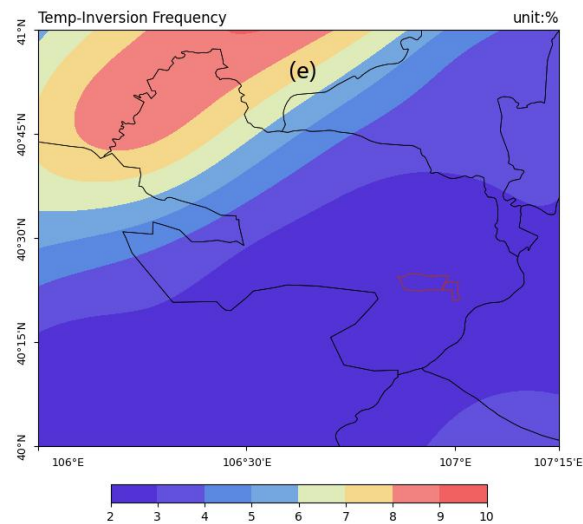 Temp-Inversion Frequency unit:%
(e)
41°N
40°45'N
40°30'N
40°15'N
40°N
106°E 106°30'E 107°E 107°15'E
2 3 4 5 6 7 8 9 10